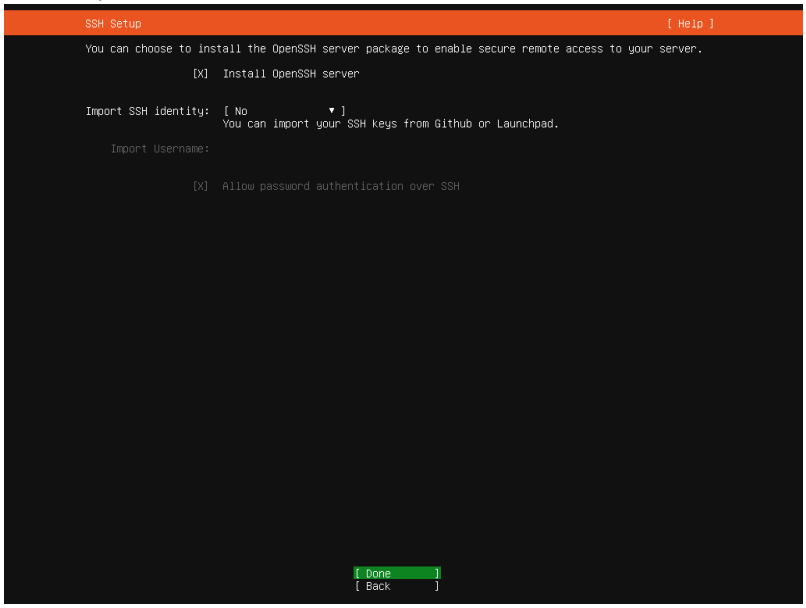 SSH Setup [ Help ]
You can choose to install the OpenSSH server package to enable secure remote access to your server.
[X] Install OpenSSH server
Import SSH identity: [ No ▾ ]
You can import your SSH keys from Github or Launchpad.
Import Username:
[X] Allow password authentication over SSH
[ Done ]
[ Back ]